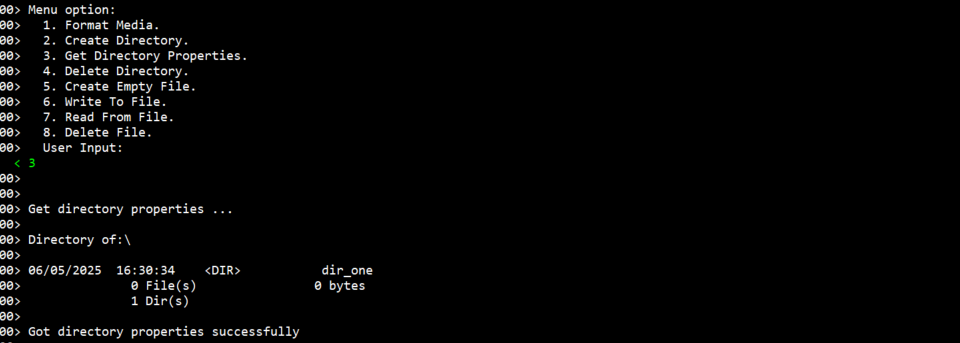 00> Menu option:
00>   1. Format Media.
00>   2. Create Directory.
00>   3. Get Directory Properties.
00>   4. Delete Directory.
00>   5. Create Empty File.
00>   6. Write To File.
00>   7. Read From File.
00>   8. Delete File.
00>   User Input:
< 3
00>
00>
00> Get directory properties ...
00>
00> Directory of:\
00>
00> 06/05/2025  16:30:34    <DIR>           dir_one
00>               0 File(s)                0 bytes
00>               1 Dir(s)
00>
00> Got directory properties successfully